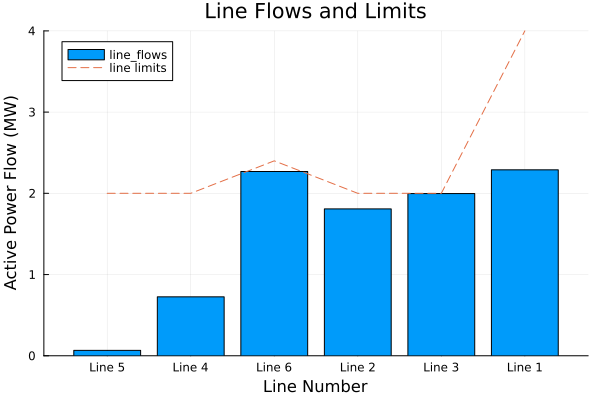 Line Flows and Limits
line_flows
line limits
Active Power Flow (MW)
4
3
2
1
0
Line 5 Line 4 Line 6 Line 2 Line 3 Line 1
Line Number